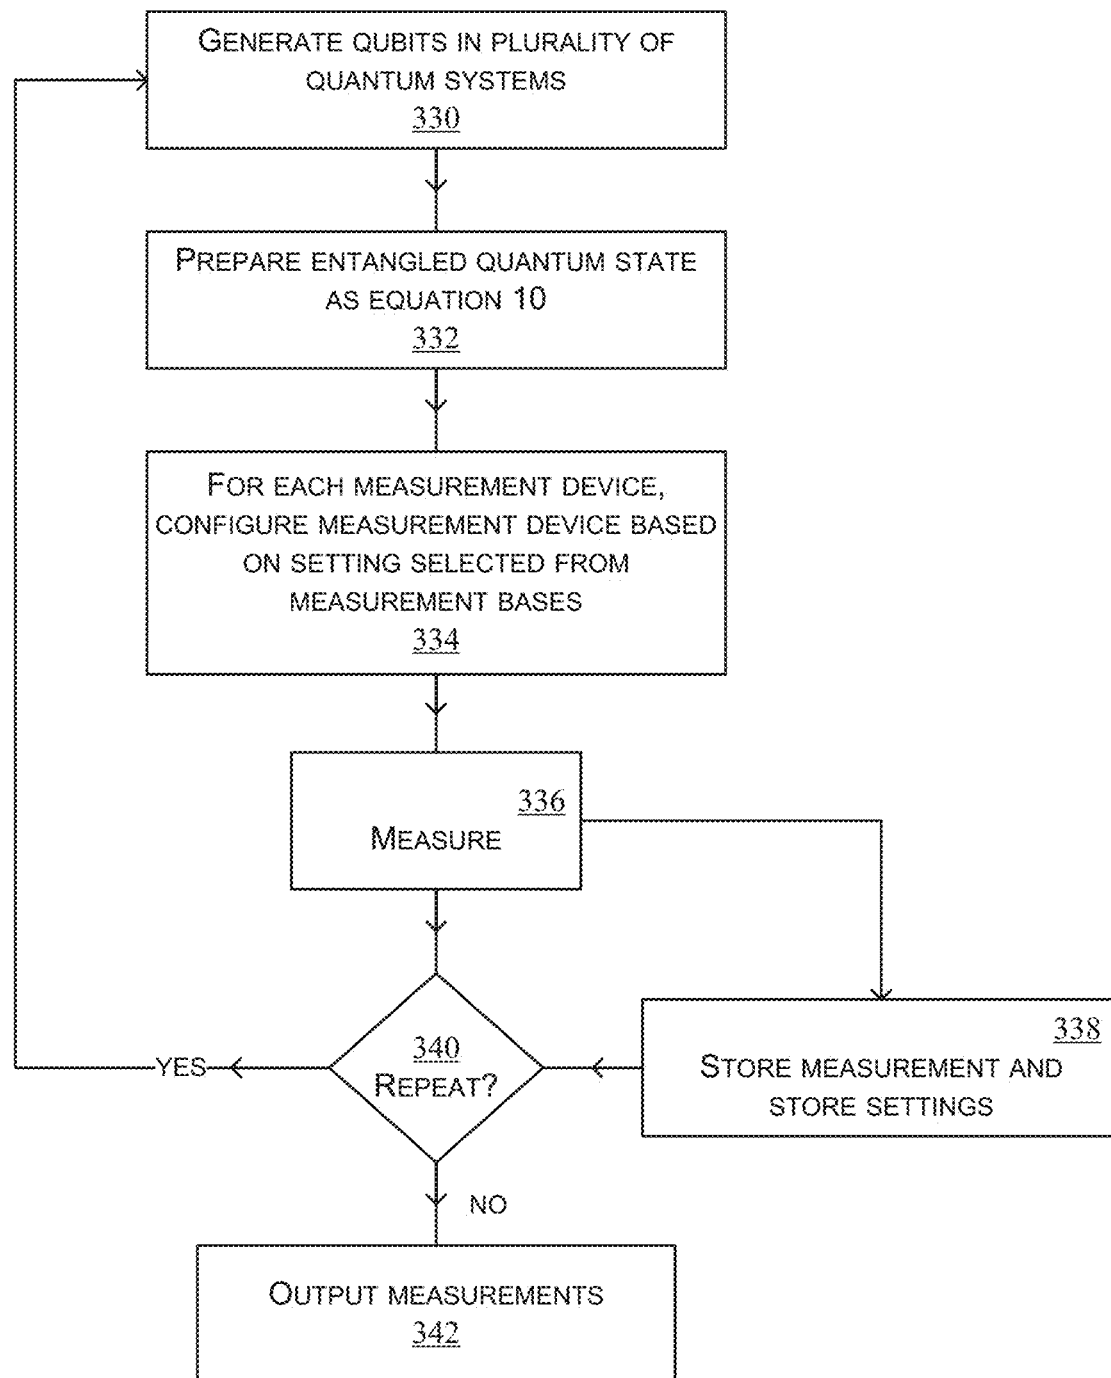 GENERATE QUBITS IN PLURALITY OF
QUANTUM SYSTEMS
330
PREPARE ENTANGLED QUANTUM STATE
AS EQUATION 10
332
FOR EACH MEASUREMENT DEVICE,
CONFIGURE MEASUREMENT DEVICE BASED
ON SETTING SELECTED FROM
MEASUREMENT BASES
334
336
MEASURE
338
STORE MEASUREMENT AND
STORE SETTINGS
340
REPEAT?
YES
NO
OUTPUT MEASUREMENTS
342